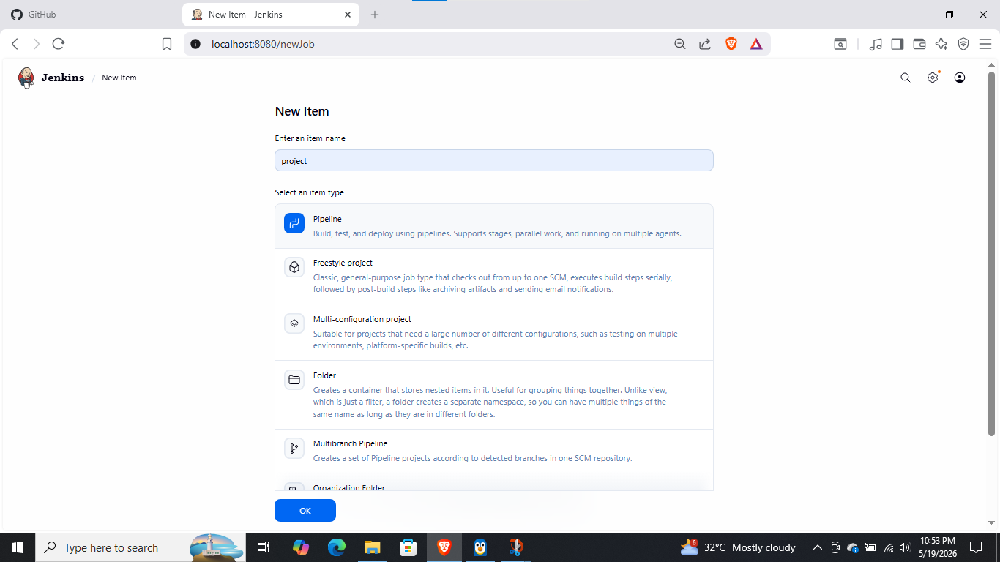 GitHub
New Item - Jenkins
localhost:8080/newJob
Jenkins / New Item
New Item
Enter an item name
project
Select an item type
Pipeline
Build, test, and deploy using pipelines. Supports stages, parallel work, and running on multiple agents.
Freestyle project
Classic, general-purpose job type that checks out from up to one SCM, executes build steps serially,
followed by post-build steps like archiving artifacts and sending email notifications.
Multi-configuration project
Suitable for projects that need a large number of different configurations, such as testing on multiple
environments, platform-specific builds, etc.
Folder
Creates a container that stores nested items in it. Useful for grouping things together. Unlike view,
which is just a filter, a folder creates a separate namespace, so you can have multiple things of the
same name as long as they are in different folders.
Multibranch Pipeline
Creates a set of Pipeline projects according to detected branches in one SCM repository.
Organization Folder
OK
Type here to search
6
32°C Mostly cloudy
10:53 PM
5/19/2026